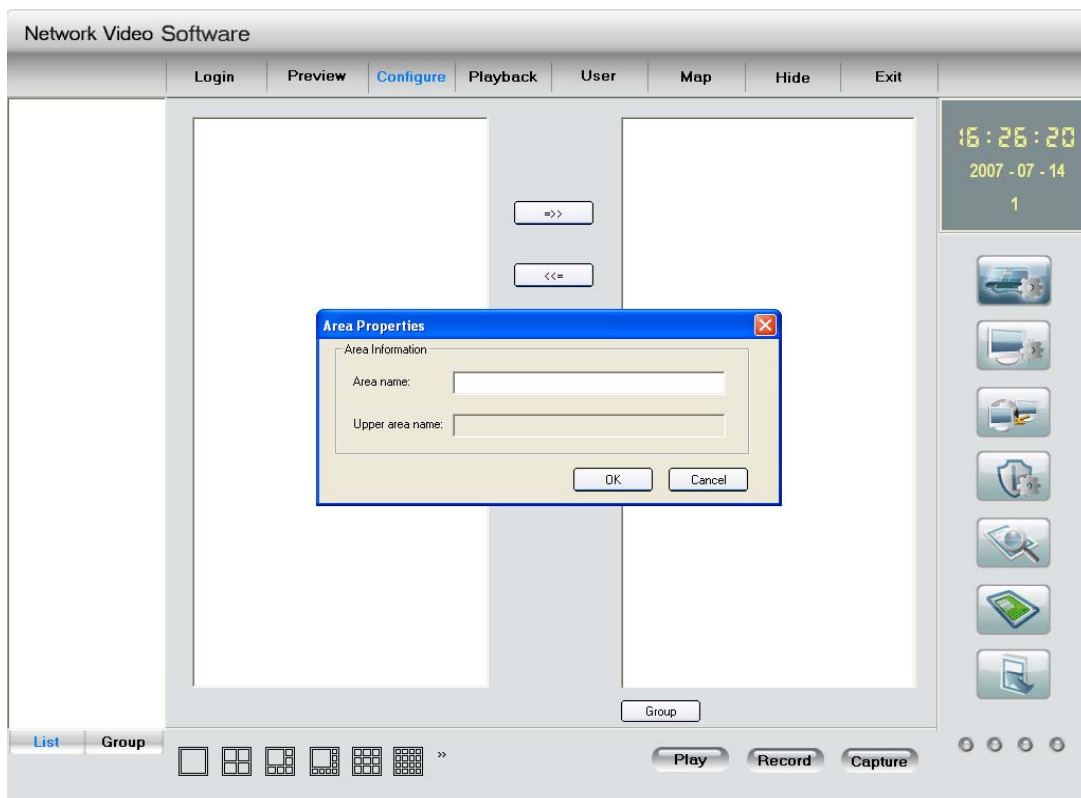 Network Video Software
Login Preview Configure Playback User Map Hide Exit
16:26:20
2007 - 07 - 14
1
=>>
<<=
Area Properties
Area Information
Area name:
Upper area name:
OK Cancel
Group
List Group
»
Play Record Capture